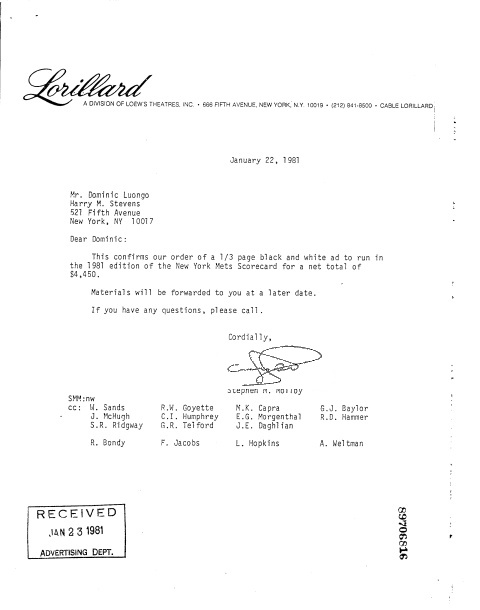 Lorillard
A DIVISION OF LOEW'S THEATRES, INC. • 666 FIFTH AVENUE, NEW YORK, N.Y. 10019 • (212) 841-8500 • CABLE LORILLARD
January 22, 1981
Mr. Dominic Luongo
Harry M. Stevens
521 Fifth Avenue
New York, NY 10017
Dear Dominic:
This confirms our order of a 1/3 page black and white ad to run in
the 1981 edition of the New York Mets Scorecard for a net total of
$4,450.
Materials will be forwarded to you at a later date.
If you have any questions, please call.
Cordially,
Stephen M. Molloy
SMM:nw
cc: W. Sands R.W. Goyette M.K. Capra G.J. Baylor
J. McHugh C.I. Humphrey E.G. Morgenthal R.D. Hammer
S.R. Ridgway G.R. Telford J.E. Daghlian
R. Bondy F. Jacobs L. Hopkins A. Weltman
RECEIVED
JAN 23 1981
ADVERTISING DEPT.
89706816